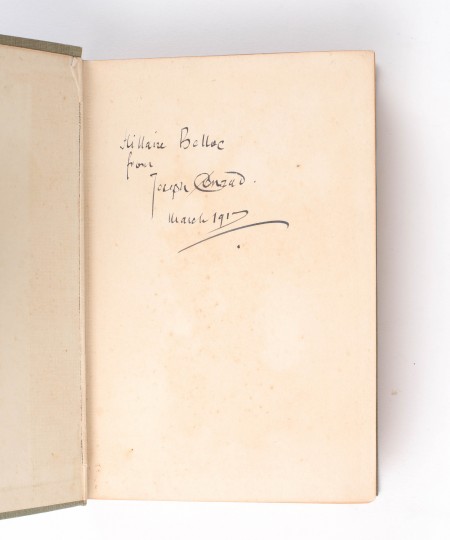 Hillaire Belloc
from
Joseph Conrad.
March 1917